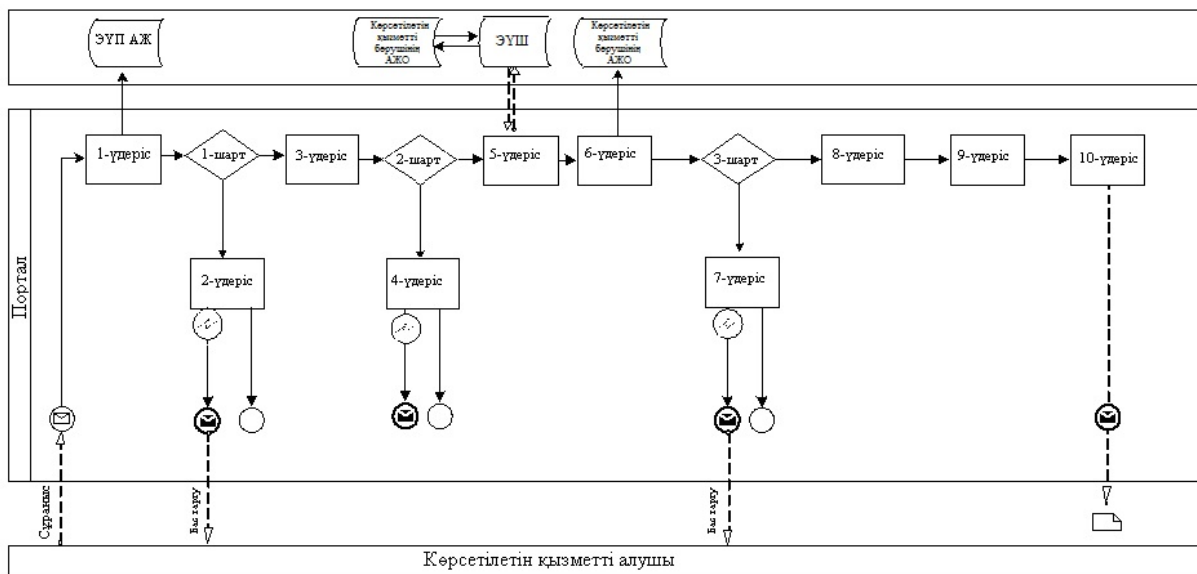 ЭҮП АЖ
Көрсетілетін
қызметті
берушінің
АЖО
ЭҮШ
Көрсетілетін
қызметті
берушінің
АЖО
Портал
1-үдеріс
1-шарт
3-үдеріс
2-шарт
5-үдеріс
6-үдеріс
3-шарт
8-үдеріс
9-үдеріс
10-үдеріс
2-үдеріс
4-үдеріс
7-үдеріс
Сұраныс
Бас тарту
Бас тарту
Көрсетілетін қызметті алушы